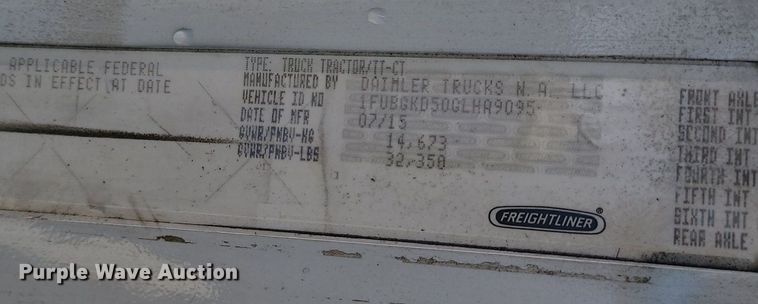 APPLICABLE FEDERAL
DS IN EFFECT AT DATE
TYPE: TRUCK TRACTOR/TT-CT
MANUFACTURED BY DAIMLER TRUCKS N.A. LLC
VEHICLE ID NO 1FUBGKD50GLHA9095
DATE OF MFR 07/15
GVWR/PNBV-KG 14,673
GVWR/PNBV-LBS 32,350
FRONT AXLE
FIRST INT
SECOND INT
THIRD INT
FOURTH INT
FIFTH INT
SIXTH INT
REAR AXLE
FREIGHTLINER
Purple Wave Auction